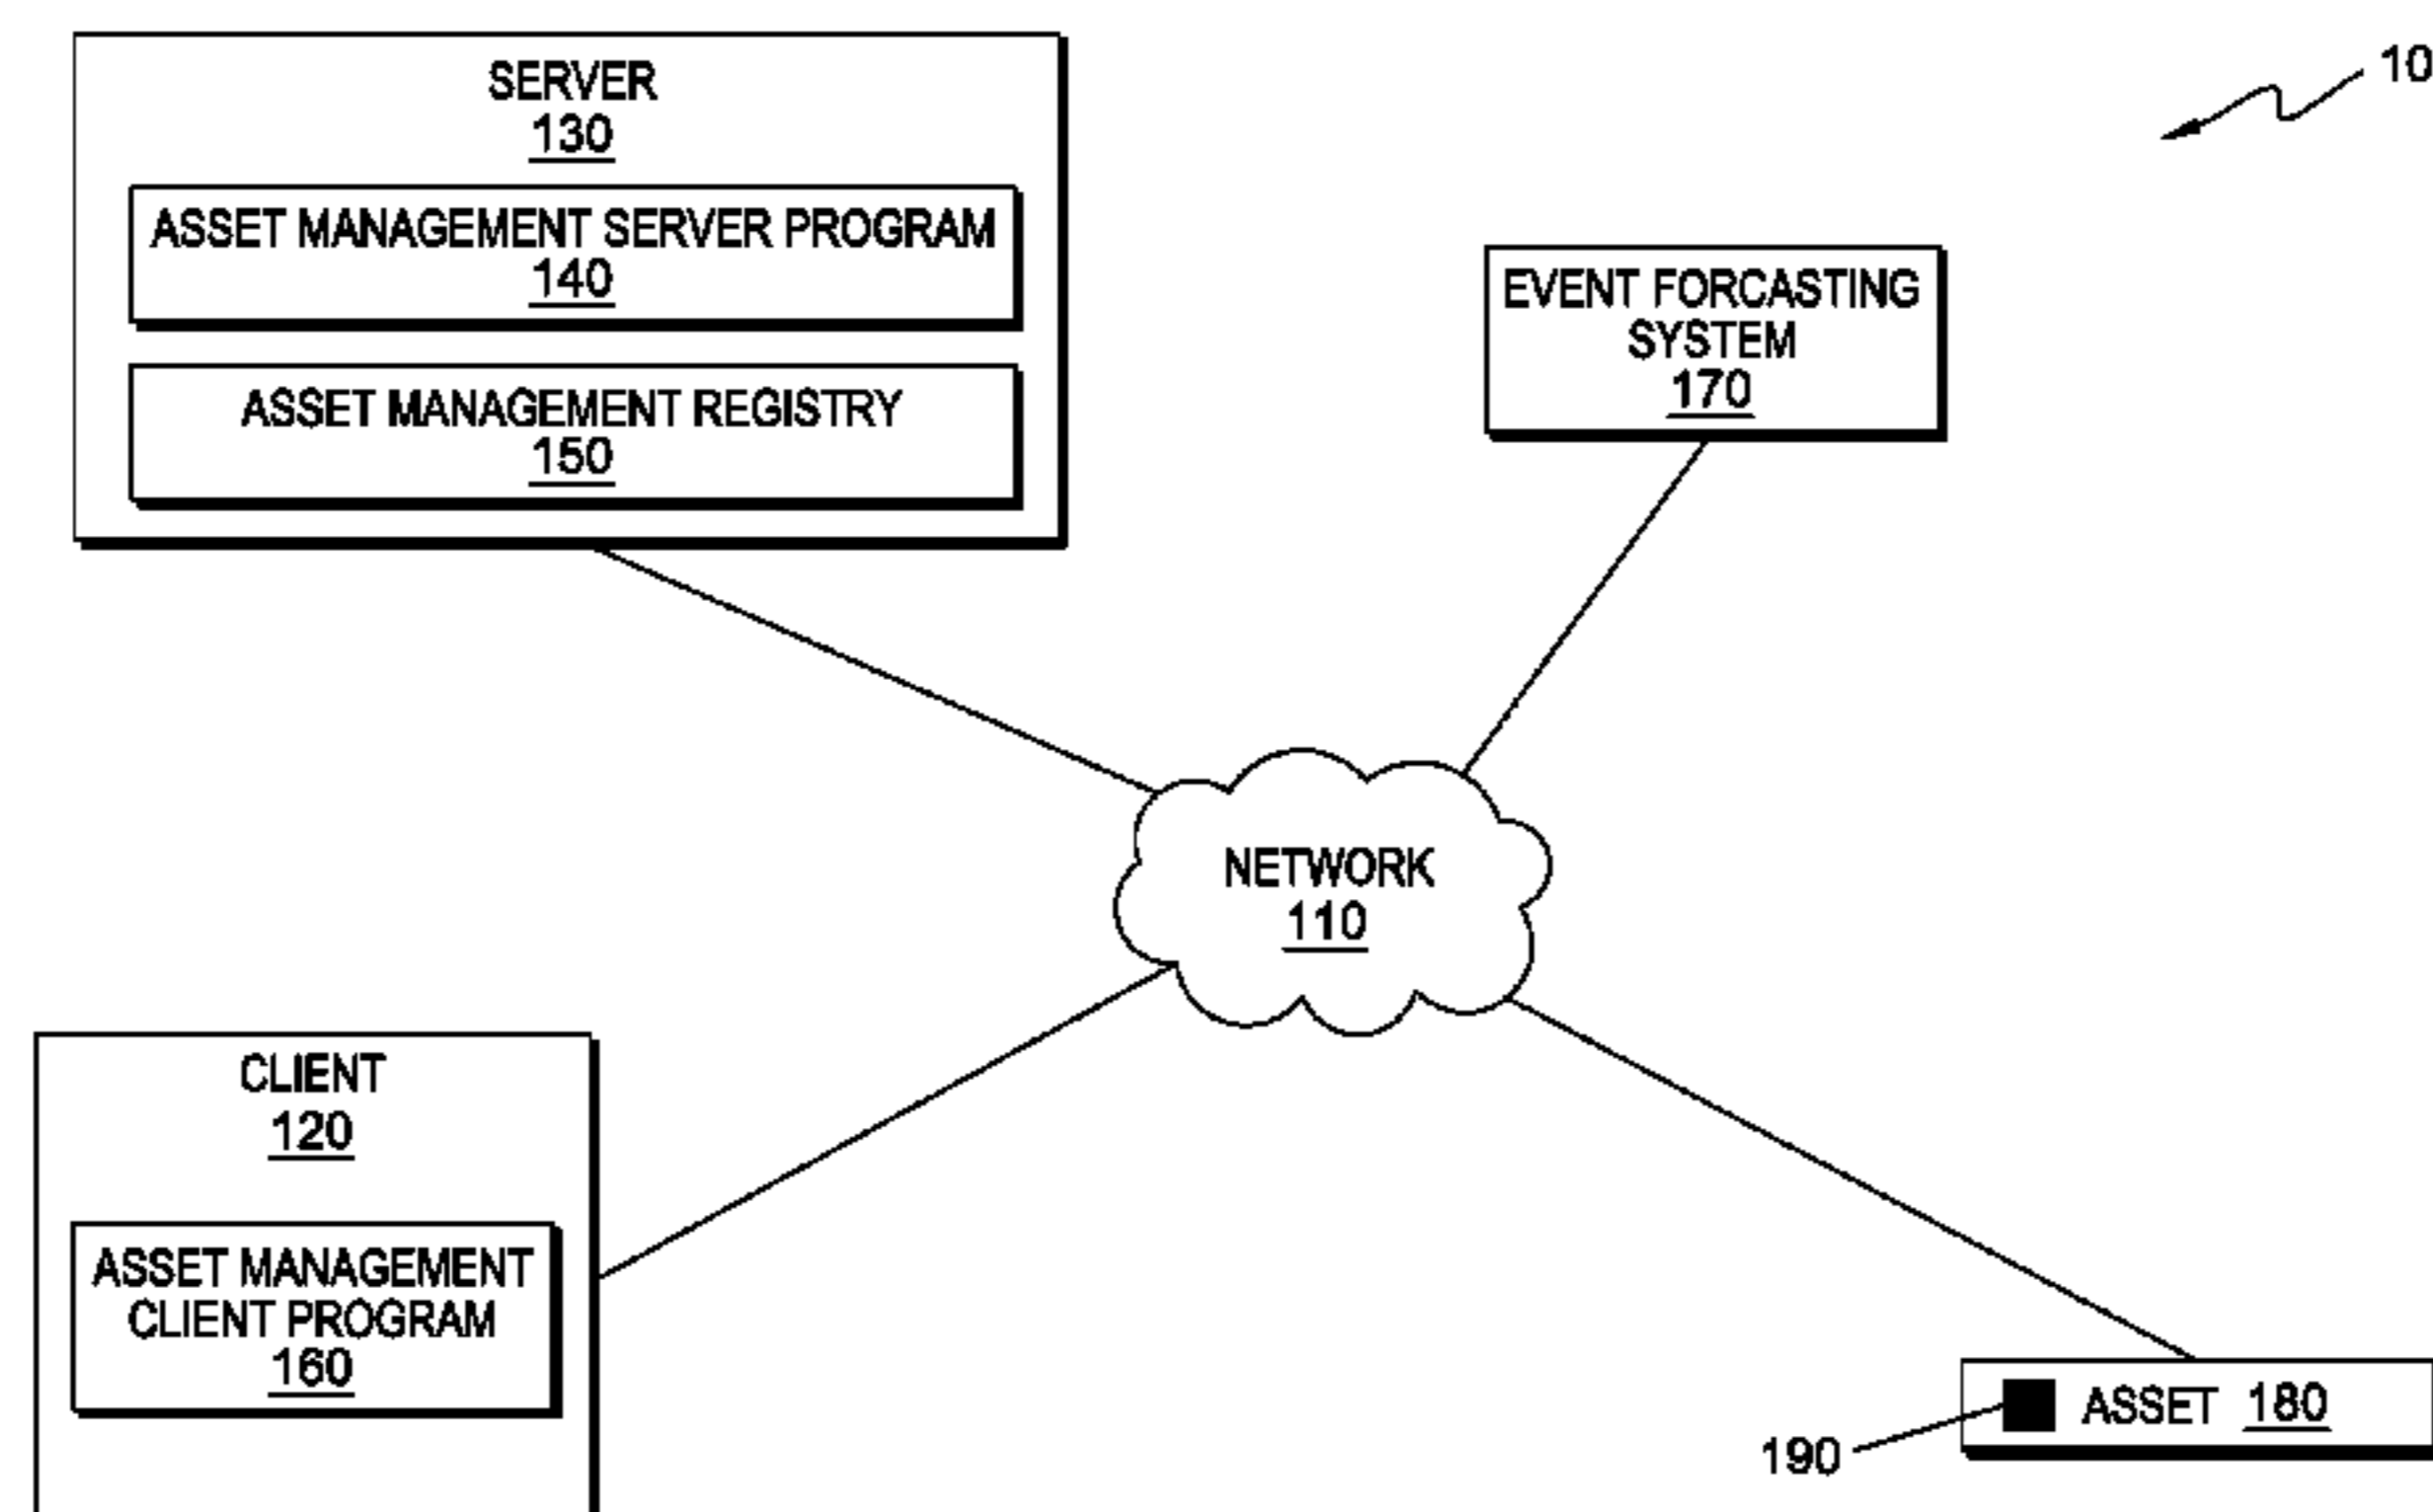 SERVER
130
ASSET MANAGEMENT SERVER PROGRAM
140
ASSET MANAGEMENT REGISTRY
150
10
EVENT FORCASTING
SYSTEM
170
NETWORK
110
CLIENT
120
ASSET MANAGEMENT
CLIENT PROGRAM
160
ASSET 180
190